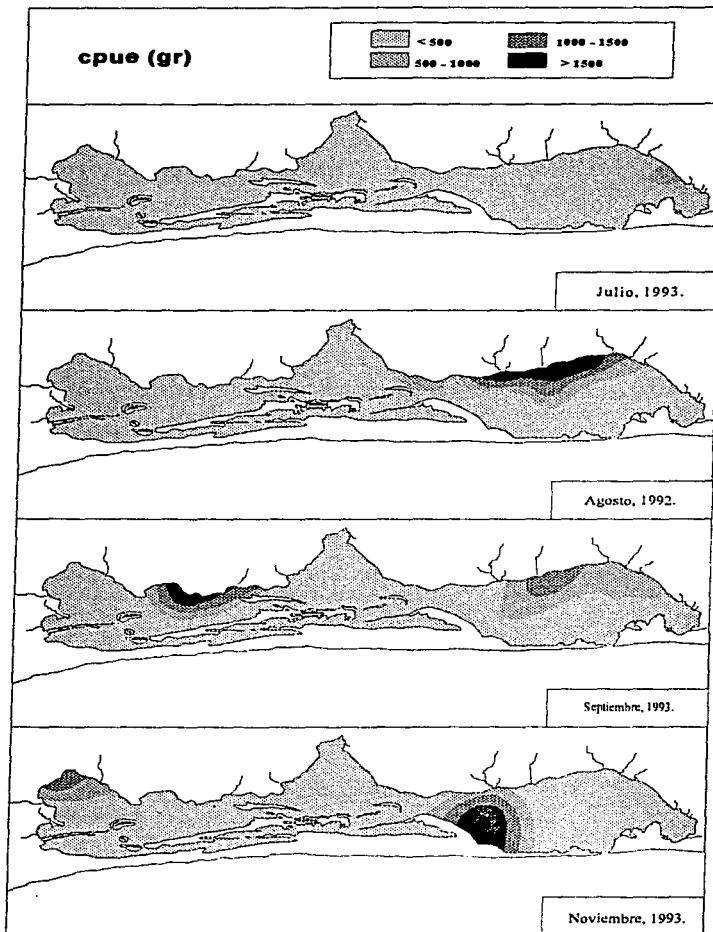 cpue (gr)
< 500
1000 - 1500
500 - 1000
> 1500
Julio, 1993.
Agosto, 1992.
Septiembre, 1993.
Noviembre, 1993.